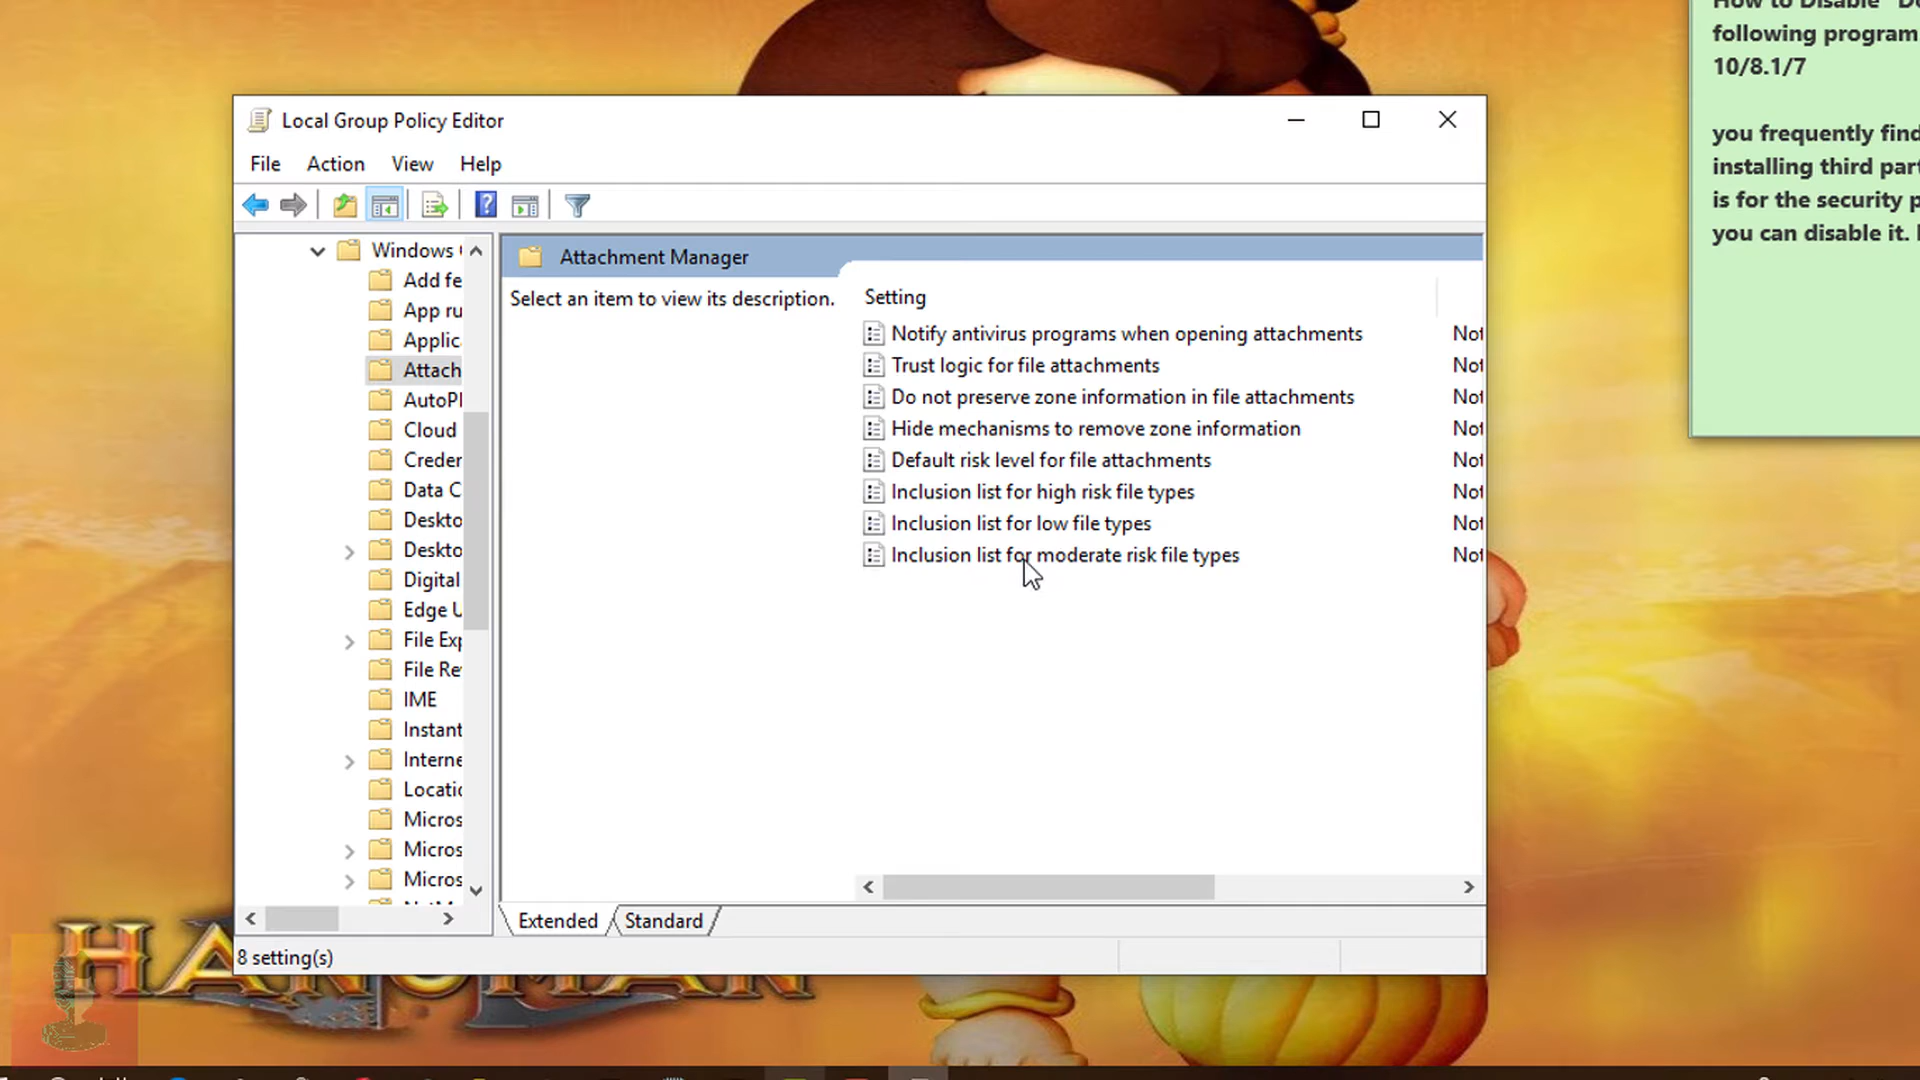 How to Disable "Do
following program
10/8.1/7
you frequently find
installing third part
is for the security p
you can disable it.
Local Group Policy Editor
File Action View Help
Windows
Add fe
App ru
Applic
Attach
AutoPl
Cloud
Creden
Data C
Deskto
Deskto
Digital
Edge U
File Exp
File Re
IME
Instant
Interne
Locatio
Micros
Micros
Micros
Attachment Manager
Select an item to view its description.
Setting
Notify antivirus programs when opening attachments Not
Trust logic for file attachments Not
Do not preserve zone information in file attachments Not
Hide mechanisms to remove zone information Not
Default risk level for file attachments Not
Inclusion list for high risk file types Not
Inclusion list for low file types Not
Inclusion list for moderate risk file types Not
Extended Standard
8 setting(s)
HANUMAN